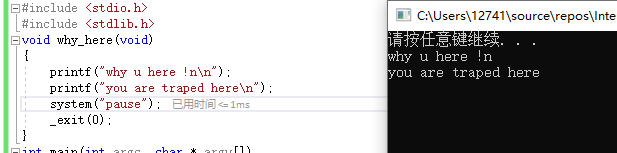 #include <stdio.h>
#include <stdlib.h>
void why_here(void)
{
printf("why u here !n\n");
printf("you are traped here\n");
system("pause"); 已用时间 <= 1ms
_exit(0);
}
int main(int argc, char * argv[])
C:\Users\12741\source\repos\Inte
请按任意键继续. . .
why u here !n
you are traped here